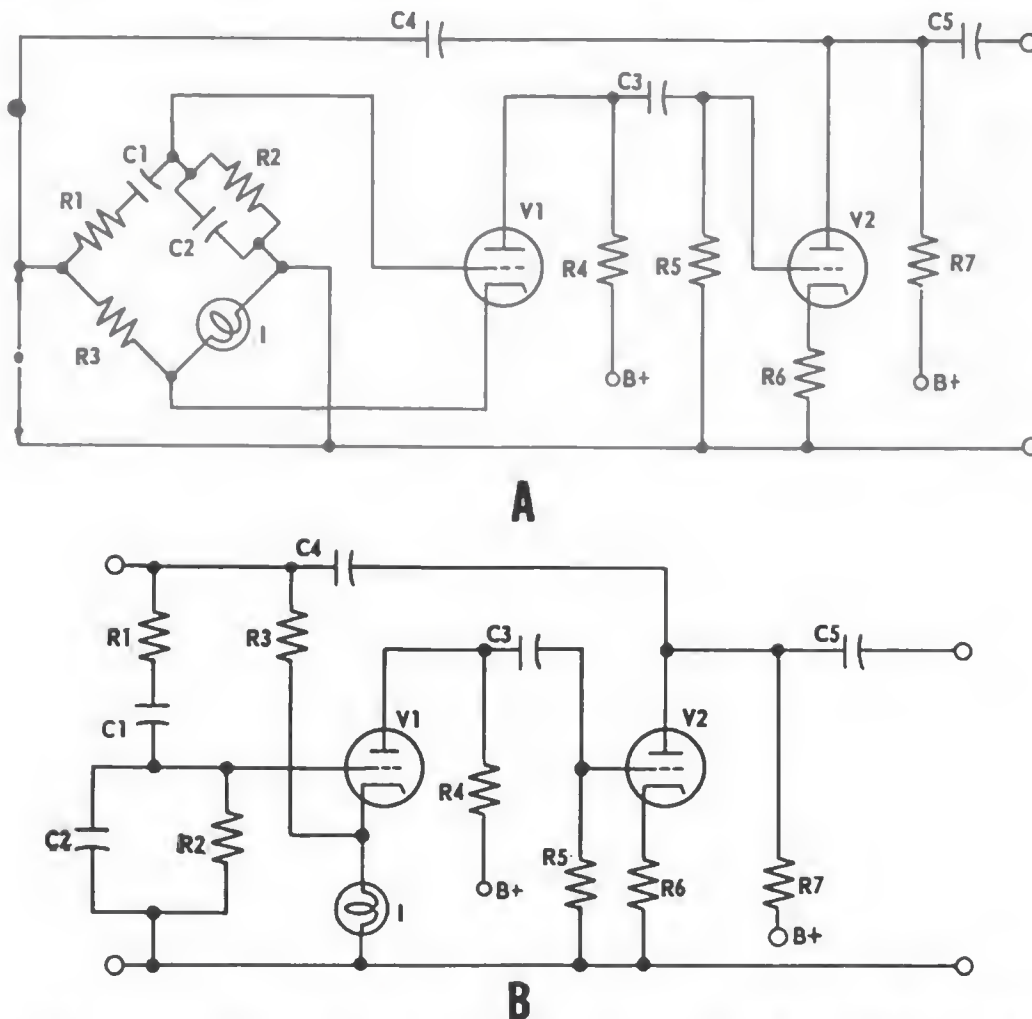 C4 C5
C3
C1 R2
R1 V1 V2
C2 R4 R5 R7
R3 I
R6
B+ B+
A
C4
R1 R3 C3 C5
C1 V1 V2
R4
C2 R2 R5 R6 R7
I B+
B+
B